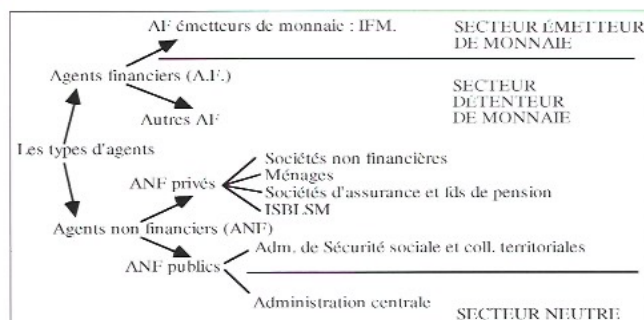 AF émetteurs de monnaie : IFM.
SECTEUR ÉMETTEUR
DE MONNAIE
Agents financiers (A.F.)
SECTEUR
DÉTENTEUR
DE MONNAIE
Autres AF
Les types d'agents
Sociétés non financières
ANF privés
Ménages
Sociétés d'assurance et fds de pension
ISBLSM
Agents non financiers (ANF)
Adm. de Sécurité sociale et coll. territoriales
ANF publics
Administration centrale
SECTEUR NEUTRE